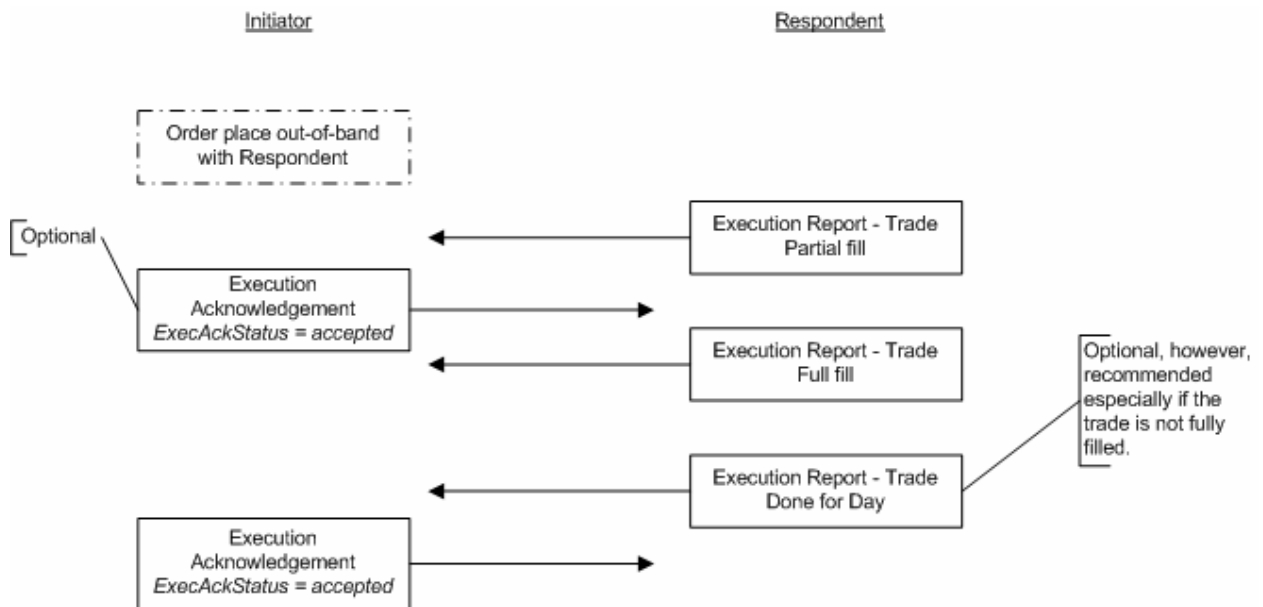 Initiator
Respondent
Order place out-of-band
with Respondent
Execution Report - Trade
Partial fill
Optional
Execution
Acknowledgement
ExecAckStatus = accepted
Execution Report - Trade
Full fill
Optional, however,
recommended
especially if the
trade is not fully
filled.
Execution Report - Trade
Done for Day
Execution
Acknowledgement
ExecAckStatus = accepted